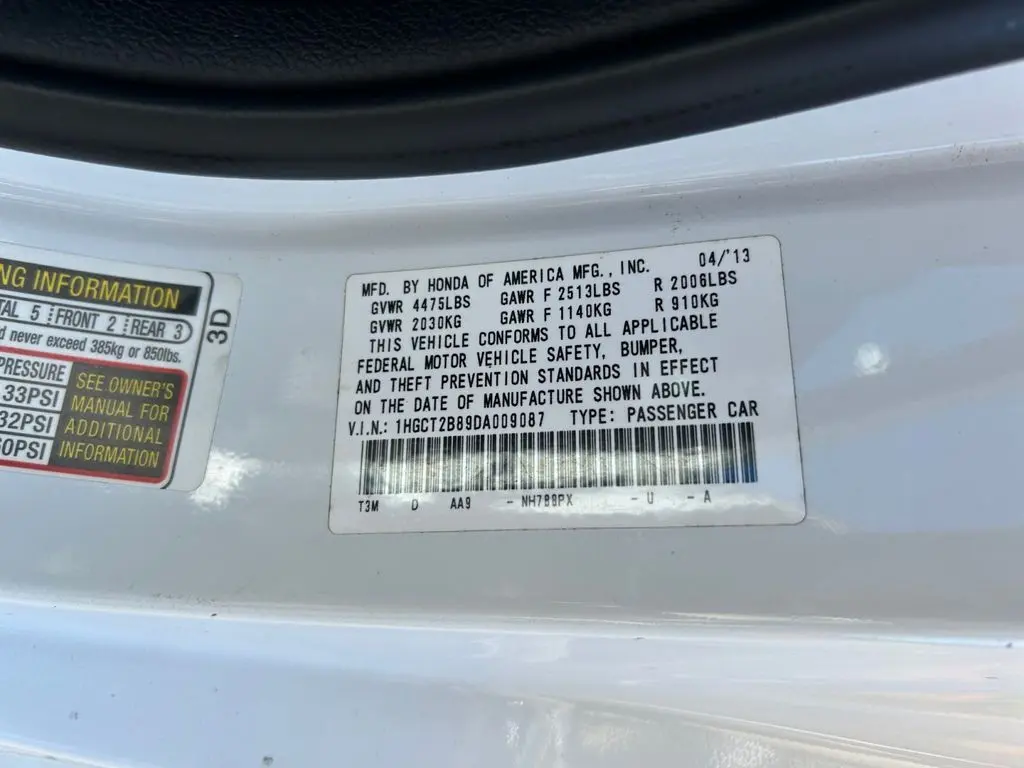 NG INFORMATION
TAL 5 FRONT 2 REAR 3
d never exceed 385kg or 850lbs.
PRESSURE
33PSI
32PSI
60PSI
SEE OWNER'S
MANUAL FOR
ADDITIONAL
INFORMATION
3D
MFD. BY HONDA OF AMERICA MFG., INC. 04/'13
GVWR 4475LBS GAWR F 2513LBS R 2006LBS
GVWR 2030KG GAWR F 1140KG R 910KG
THIS VEHICLE CONFORMS TO ALL APPLICABLE
FEDERAL MOTOR VEHICLE SAFETY, BUMPER,
AND THEFT PREVENTION STANDARDS IN EFFECT
ON THE DATE OF MANUFACTURE SHOWN ABOVE.
V.I.N.: 1HGCT2B89DA009087 TYPE: PASSENGER CAR
T3M D AA9 - NH788PX - U - A